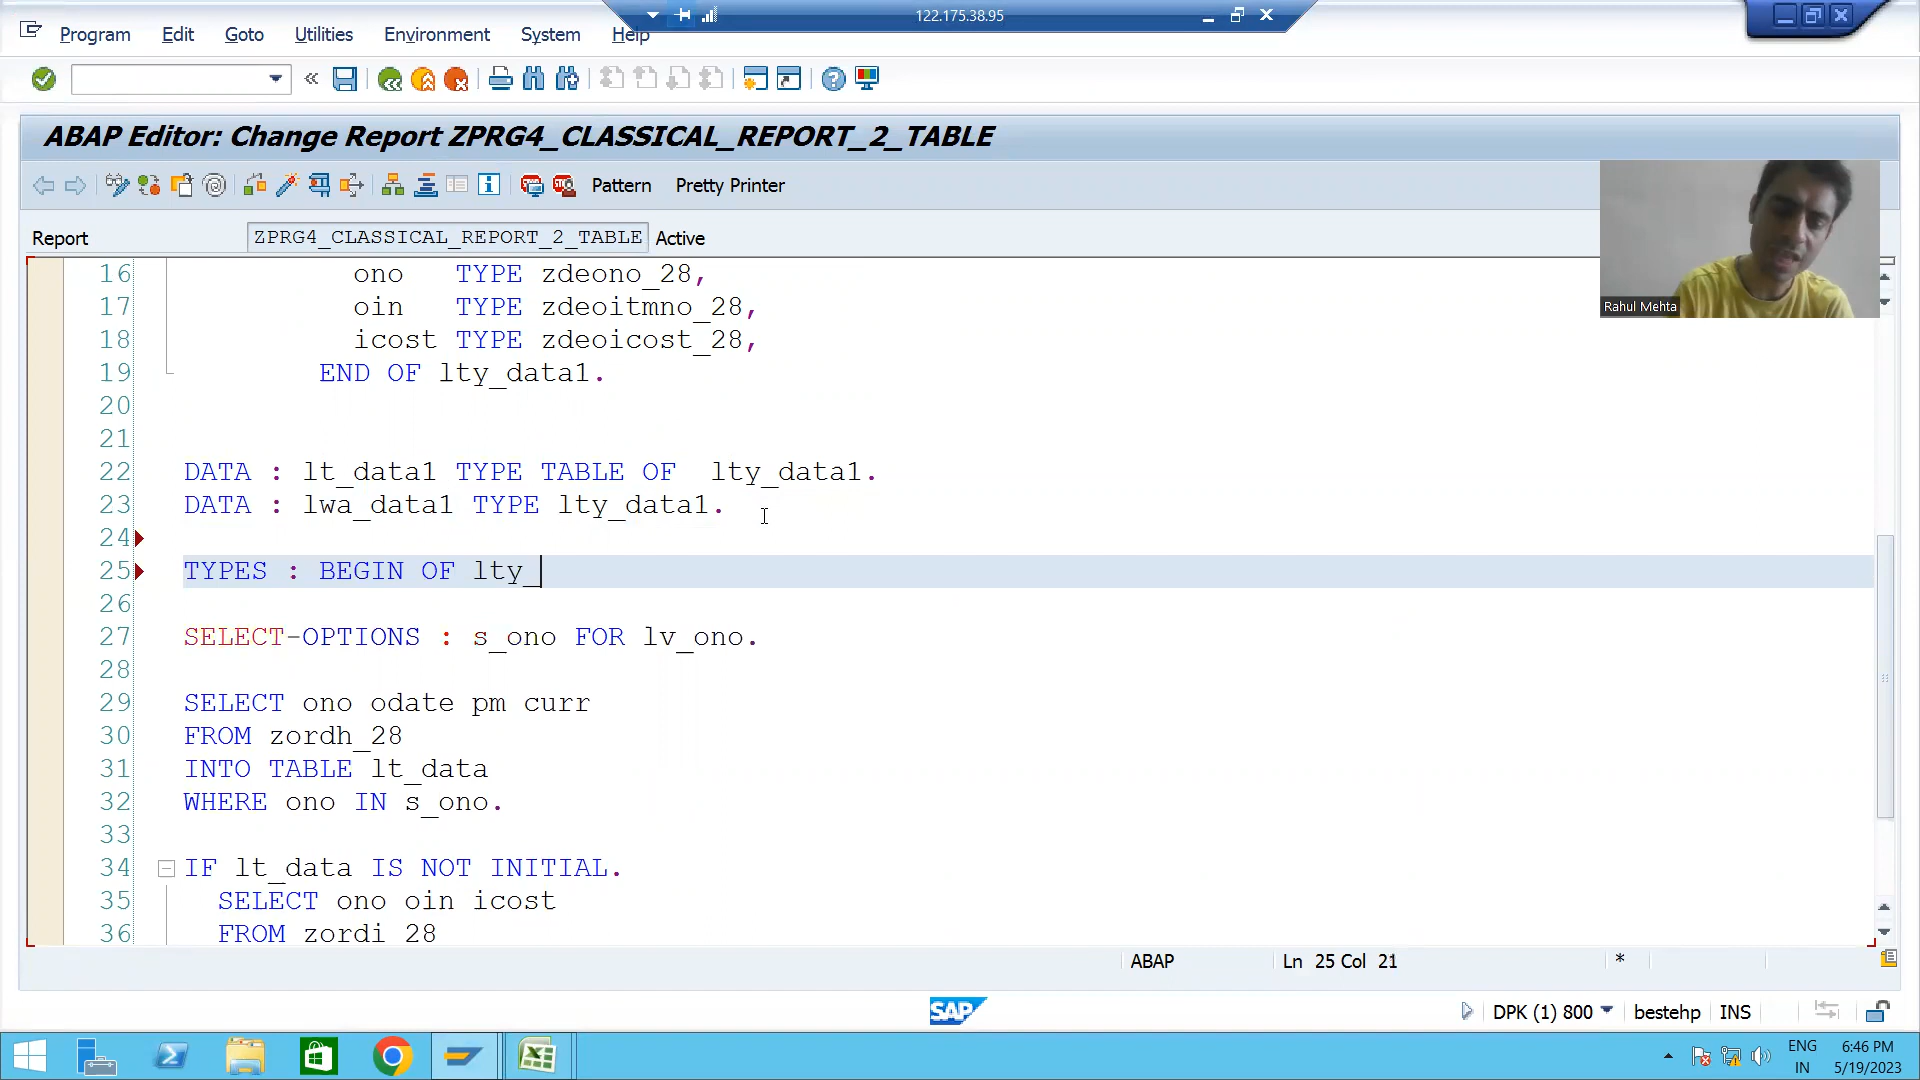 122.175.38.95
Program Edit Goto Utilities Environment System Help
ABAP Editor: Change Report ZPRG4_CLASSICAL_REPORT_2_TABLE
Pattern Pretty Printer
Report ZPRG4_CLASSICAL_REPORT_2_TABLE Active
Rahul Mehta
16 ono TYPE zdeono_28,
17 oin TYPE zdeoitmno_28,
18 icost TYPE zdeoicost_28,
19 END OF lty_data1.
20
21
22 DATA : lt_data1 TYPE TABLE OF lty_data1.
23 DATA : lwa_data1 TYPE lty_data1.
24
25 TYPES : BEGIN OF lty_
26
27 SELECT-OPTIONS : s_ono FOR lv_ono.
28
29 SELECT ono odate pm curr
30 FROM zordh_28
31 INTO TABLE lt_data
32 WHERE ono IN s_ono.
33
34 IF lt_data IS NOT INITIAL.
35 SELECT ono oin icost
36 FROM zordi_28
ABAP Ln 25 Col 21 *
SAP DPK (1) 800 bestehp INS
ENG 6:46 PM
IN 5/19/2023